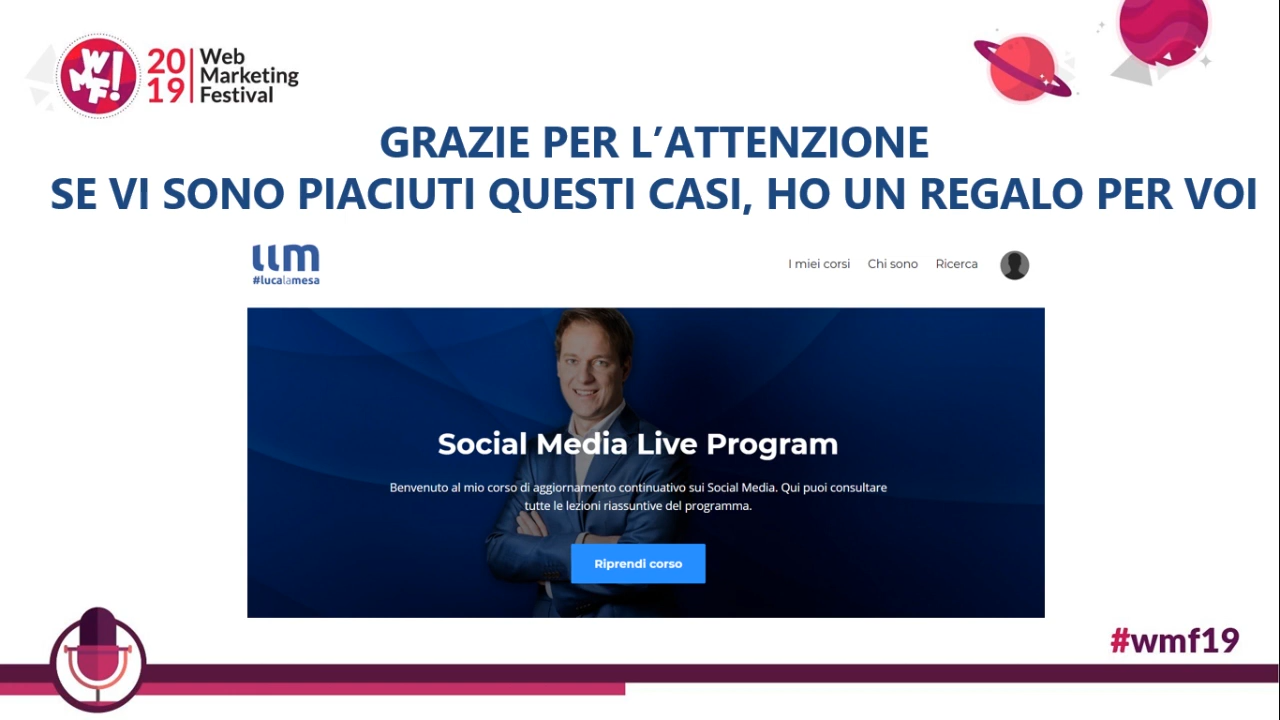 WMF!
20
19
Web
Marketing
Festival
GRAZIE PER L’ATTENZIONE
SE VI SONO PIACIUTI QUESTI CASI, HO UN REGALO PER VOI
llm
#lucalamesa
I miei corsi Chi sono Ricerca
Social Media Live Program
Benvenuto al mio corso di aggiornamento continuativo sui Social Media. Qui puoi consultare
tutte le lezioni riassuntive del programma.
Riprendi corso
#wmf19